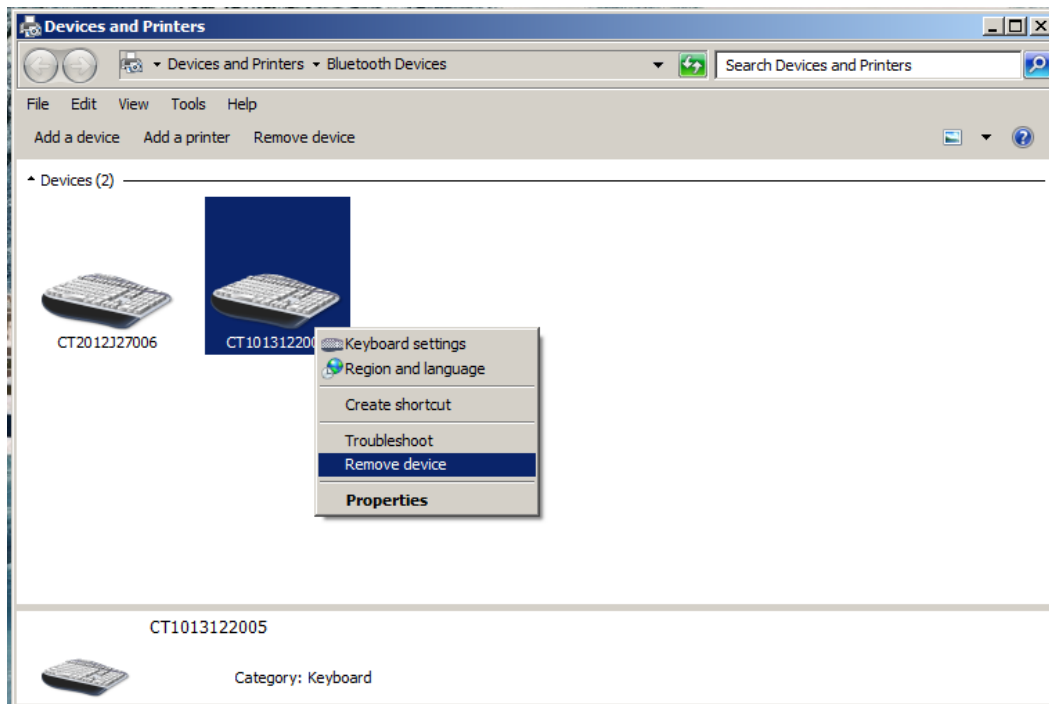 Devices and Printers
Devices and Printers Bluetooth Devices Search Devices and Printers
File Edit View Tools Help
Add a device Add a printer Remove device
Devices (2)
CT2012J27006 CT101312200
Keyboard settings
Region and language
Create shortcut
Troubleshoot
Remove device
Properties
CT1013122005
Category: Keyboard